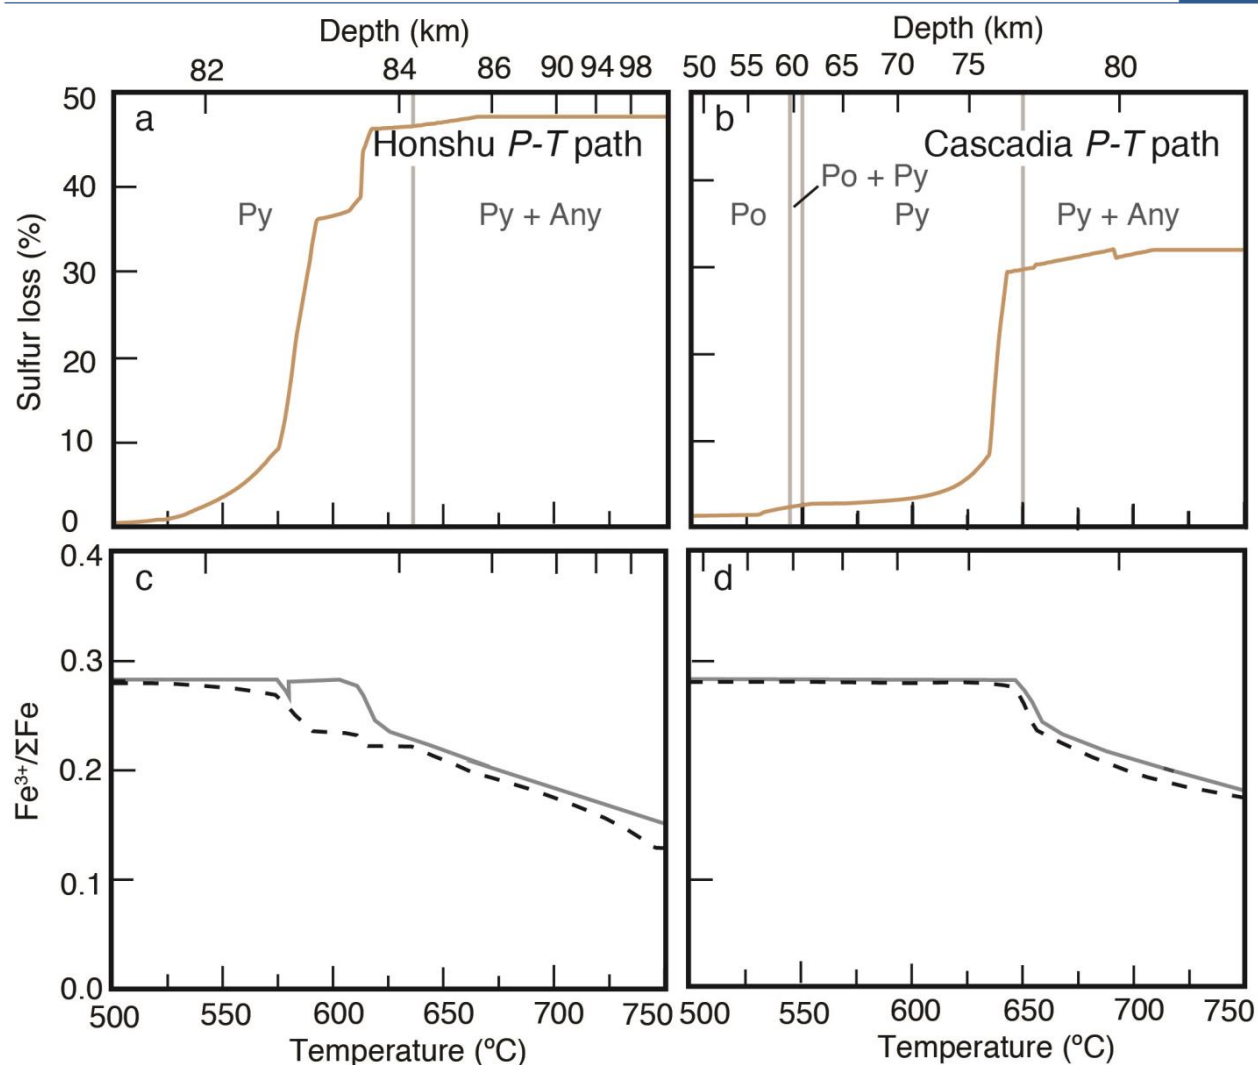 Depth (km)
Depth (km)
82 84 86 90 94 98
50 55 60 65 70 75 80
50
a
b
Honshu P-T path
Cascadia P-T path
Po + Py
40
Py
Py + Any
Po
Py
Py + Any
30
20
10
0
Sulfur loss (%)
0.4
c
d
0.3
0.2
0.1
0.0
Fe³⁺/ΣFe
500 550 600 650 700 750
500 550 600 650 700 750
Temperature (ºC)
Temperature (ºC)